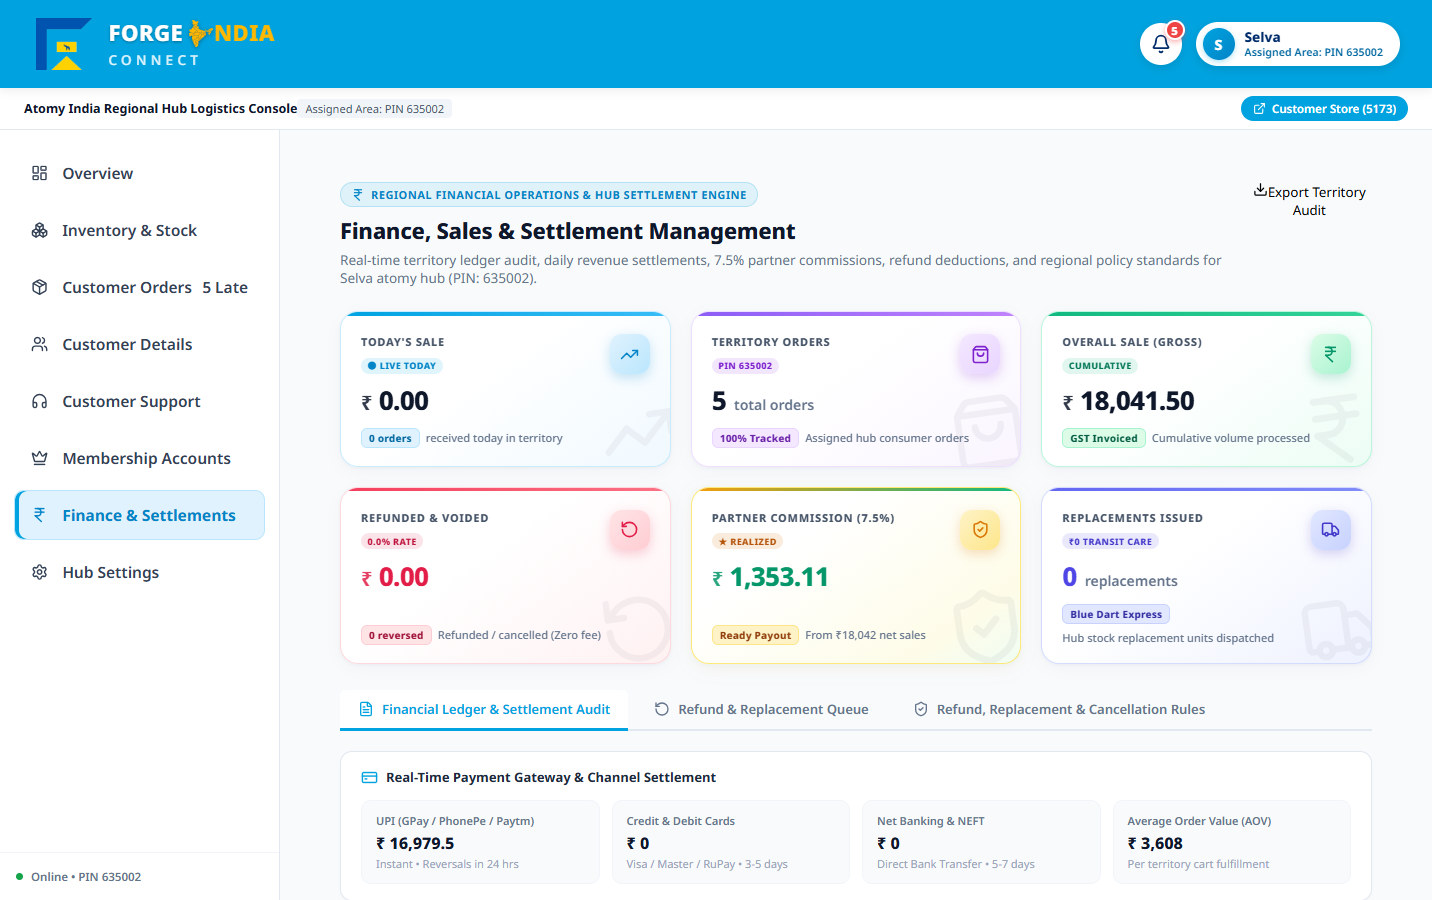 FORGE NDIA
CONNECT
5
S
Selva
Assigned Area: PIN 635002
Atomy India Regional Hub Logistics Console
Assigned Area: PIN 635002
Customer Store (5173)
Overview
Inventory & Stock
Customer Orders 5 Late
Customer Details
Customer Support
Membership Accounts
₹ Finance & Settlements
Hub Settings
Online • PIN 635002
₹ REGIONAL FINANCIAL OPERATIONS & HUB SETTLEMENT ENGINE
Export Territory
Audit
Finance, Sales & Settlement Management
Real-time territory ledger audit, daily revenue settlements, 7.5% partner commissions, refund deductions, and regional policy standards for
Selva atomy hub (PIN: 635002).
TODAY'S SALE
LIVE TODAY
₹ 0.00
0 orders received today in territory
TERRITORY ORDERS
PIN 635002
5 total orders
100% Tracked Assigned hub consumer orders
OVERALL SALE (GROSS)
₹
CUMULATIVE
₹ 18,041.50
GST Invoiced Cumulative volume processed
REFUNDED & VOIDED
0.0% RATE
₹ 0.00
0 reversed Refunded / cancelled (Zero fee)
PARTNER COMMISSION (7.5%)
★ REALIZED
₹ 1,353.11
Ready Payout From ₹18,042 net sales
REPLACEMENTS ISSUED
₹0 TRANSIT CARE
0 replacements
Blue Dart Express
Hub stock replacement units dispatched
Financial Ledger & Settlement Audit
Refund & Replacement Queue
Refund, Replacement & Cancellation Rules
Real-Time Payment Gateway & Channel Settlement
UPI (GPay / PhonePe / Paytm)
₹ 16,979.5
Instant • Reversals in 24 hrs
Credit & Debit Cards
₹ 0
Visa / Master / RuPay • 3-5 days
Net Banking & NEFT
₹ 0
Direct Bank Transfer • 5-7 days
Average Order Value (AOV)
₹ 3,608
Per territory cart fulfillment